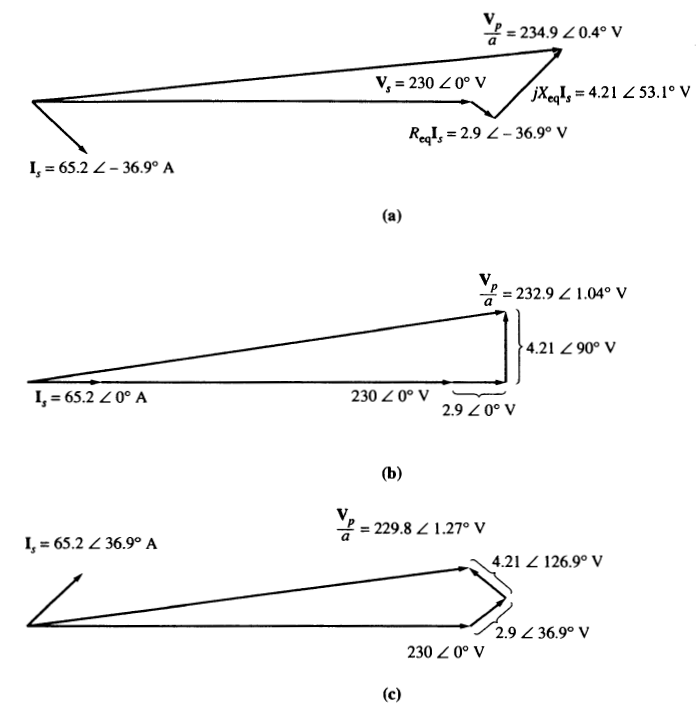 V_p/a = 234.9 ∠ 0.4° V
V_s = 230 ∠ 0° V
jX_eq I_s = 4.21 ∠ 53.1° V
R_eq I_s = 2.9 ∠ – 36.9° V
I_s = 65.2 ∠ – 36.9° A
(a)
V_p/a = 232.9 ∠ 1.04° V
4.21 ∠ 90° V
I_s = 65.2 ∠ 0° A
230 ∠ 0° V
2.9 ∠ 0° V
(b)
V_p/a = 229.8 ∠ 1.27° V
I_s = 65.2 ∠ 36.9° A
4.21 ∠ 126.9° V
2.9 ∠ 36.9° V
230 ∠ 0° V
(c)